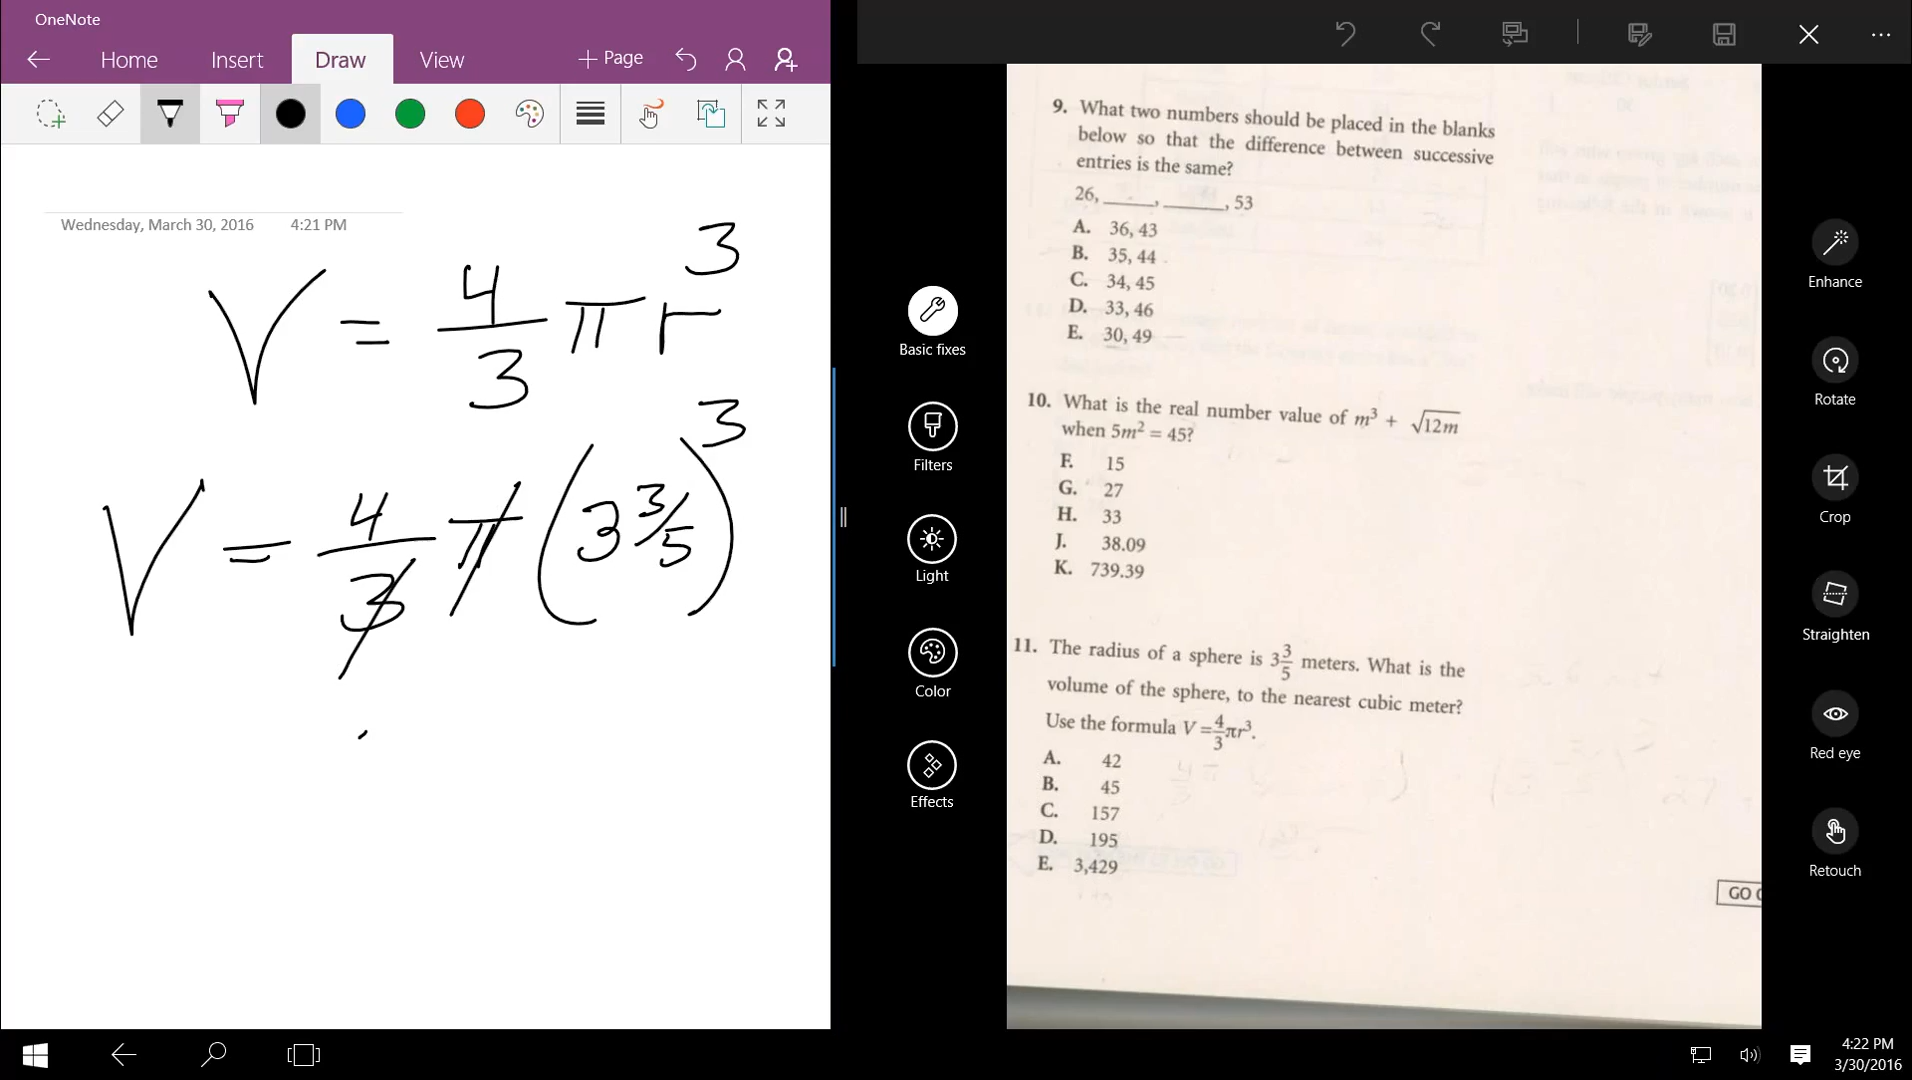 OneNote
Home Insert Draw View + Page
Wednesday, March 30, 2016 4:21 PM
V = 4/3 π r³
V = 4/3 π (3 3/5)³
Basic fixes
Filters
Light
Color
Effects
9. What two numbers should be placed in the blanks
below so that the difference between successive
entries is the same?
26, _____, ______, 53
A. 36, 43
B. 35, 44
C. 34, 45
D. 33, 46
E. 30, 49
10. What is the real number value of m³ + √12m
when 5m² = 45?
F. 15
G. 27
H. 33
J. 38.09
K. 739.39
11. The radius of a sphere is 3 3/5 meters. What is the
volume of the sphere, to the nearest cubic meter?
Use the formula V = 4/3 πr³.
A. 42
B. 45
C. 157
D. 195
E. 3,429
GO
Enhance
Rotate
Crop
Straighten
Red eye
Retouch
4:22 PM
3/30/2016